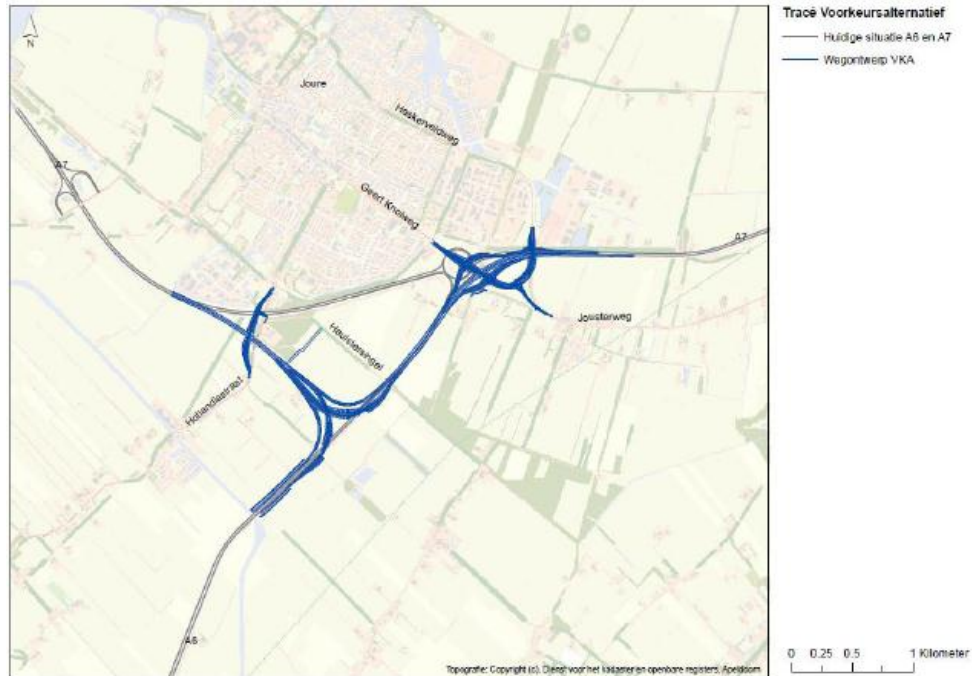 N
Joure
Haskerveldweg
Geert Knolweg
A7
A7
Jousterweg
Heulstersingel
Hollandiastraat
A6
Topografie: Copyright (c), Dienst voor het kadaster en openbare registers, Apeldoorn
Tracé Voorkeursalternatief
Huidige situatie A6 en A7
Wegontwerp VKA
0 0.25 0.5 1 Kilometer